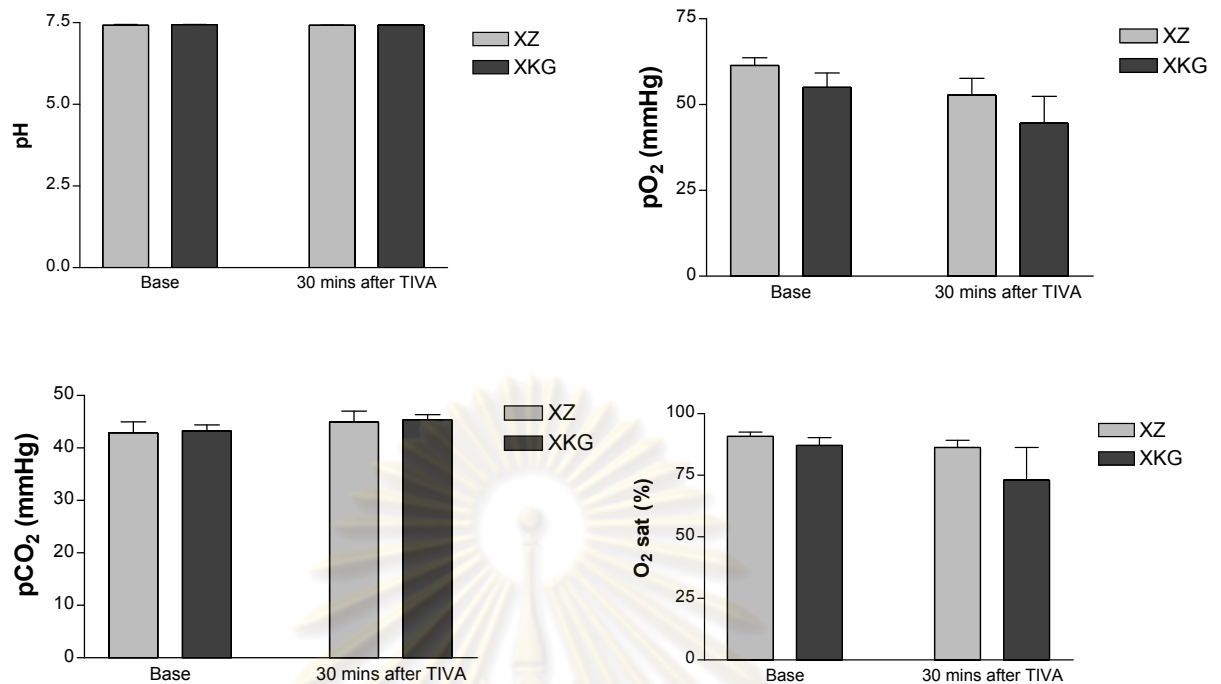 7.5
5.0
2.5
0.0
pH
Base
30 mins after TIVA
XZ
XKG
75
50
25
0
pO2 (mmHg)
Base
30 mins after TIVA
XZ
XKG
50
40
30
20
10
0
pCO2 (mmHg)
Base
30 mins after TIVA
XZ
XKG
100
75
50
25
0
O2 sat (%)
Base
30 mins after TIVA
XZ
XKG